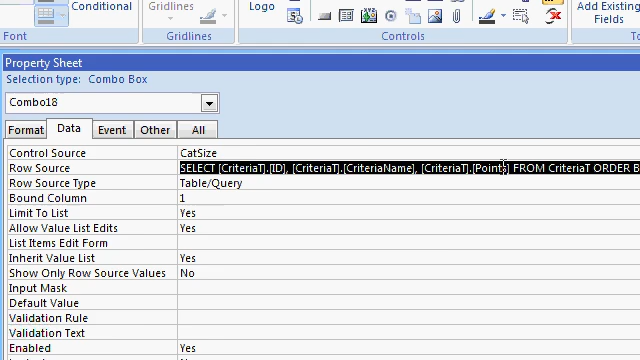 Add Existing
Gridlines
Logo
Fields
Font
Gridlines
Controls
To
Property Sheet
Selection type: Combo Box
Combo18
Format Data Event Other All
Control Source CatSize
Row Source SELECT [CriteriaT].[ID], [CriteriaT].[CriteriaName], [CriteriaT].[Points] FROM CriteriaT ORDER B
Row Source Type Table/Query
Bound Column 1
Limit To List Yes
Allow Value List Edits Yes
List Items Edit Form
Inherit Value List Yes
Show Only Row Source Values No
Input Mask
Default Value
Validation Rule
Validation Text
Enabled Yes